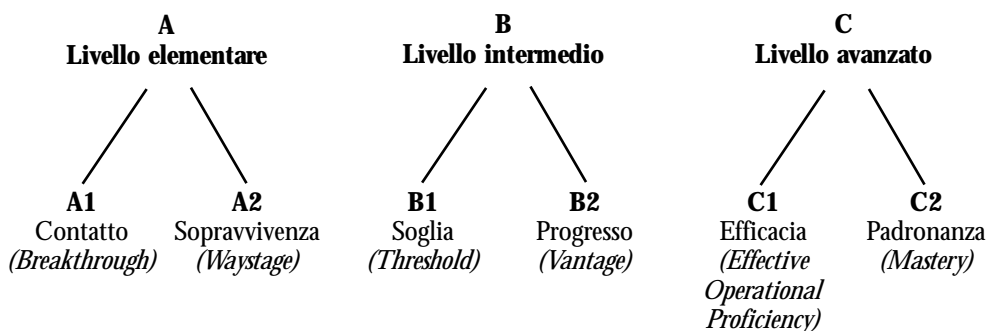 A
Livello elementare
B
Livello intermedio
C
Livello avanzato
A1
Contatto
(Breakthrough)
A2
Sopravvivenza
(Waystage)
B1
Soglia
(Threshold)
B2
Progresso
(Vantage)
C1
Efficacia
(Effective
Operational
Proficiency)
C2
Padronanza
(Mastery)